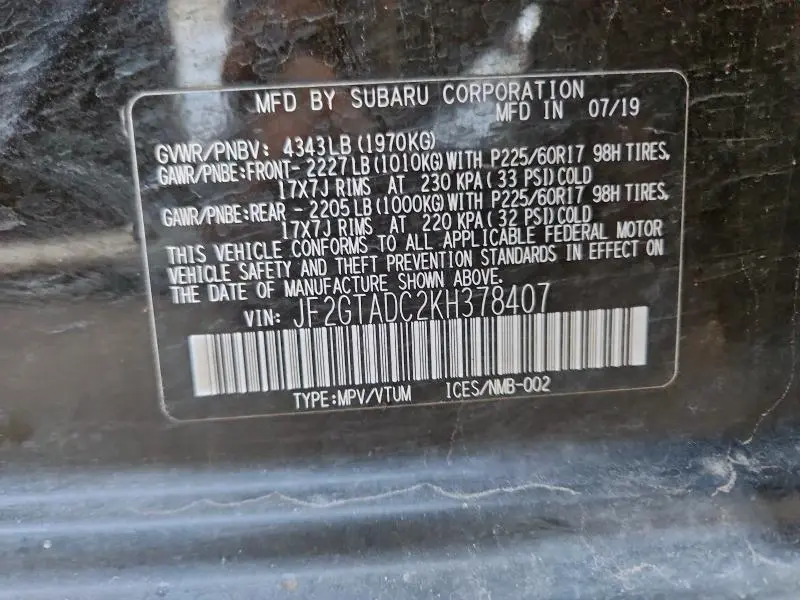 MFD BY SUBARU CORPORATION
MFD IN 07/19
GVWR/PNBV: 4343LB(1970KG)
GAWR/PNBE:FRONT- 2227LB(1010KG)WITH P225/60R17 98H TIRES,
17X7J RIMS AT 230 KPA( 33 PSI)COLD
GAWR/PNBE:REAR - 2205LB(1000KG)WITH P225/60R17 98H TIRES,
17X7J RIMS AT 220 KPA( 32 PSI)COLD
THIS VEHICLE CONFORMS TO ALL APPLICABLE FEDERAL MOTOR
VEHICLE SAFETY AND THEFT PREVENTION STANDARDS IN EFFECT ON
THE DATE OF MANUFACTURE SHOWN ABOVE.
VIN: JF2GTADC2KH378407
TYPE:MPV/VTUM ICES/NMB-002